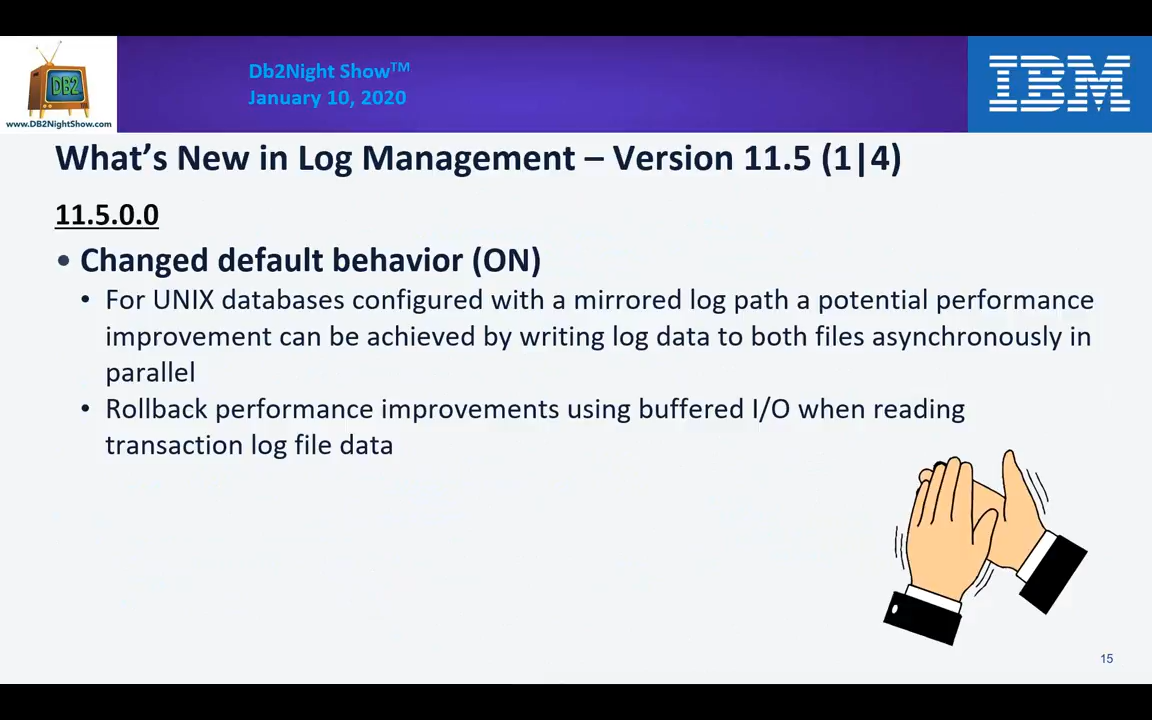 Db2Night Show™
January 10, 2020
DB2
www.DB2NightShow.com
IBM
What's New in Log Management – Version 11.5 (1|4)
11.5.0.0
• Changed default behavior (ON)
• For UNIX databases configured with a mirrored log path a potential performance
improvement can be achieved by writing log data to both files asynchronously in
parallel
• Rollback performance improvements using buffered I/O when reading
transaction log file data
15